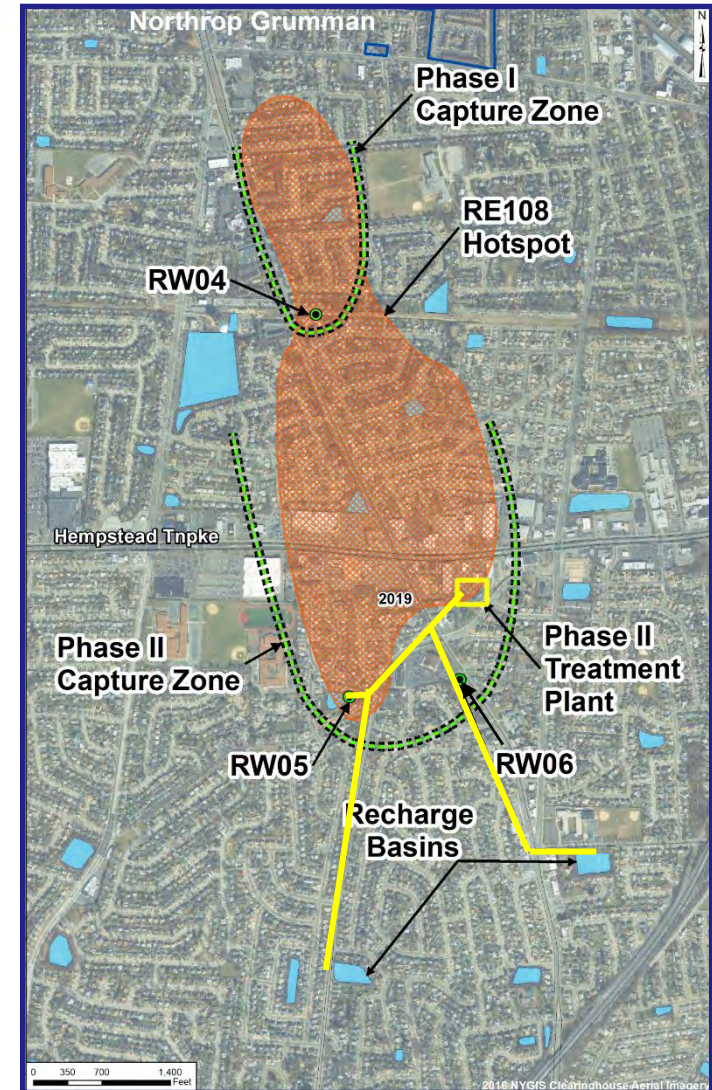 Northrop Grumman
N
Phase I
Capture Zone
RE108
Hotspot
RW04
Hempstead Tnpke
2019
Phase II
Capture Zone
Phase II
Treatment
Plant
RW05
RW06
Recharge
Basins
0 350 700 1,400
Feet
2016 NYGIS Clearinghouse Aerial Imagery